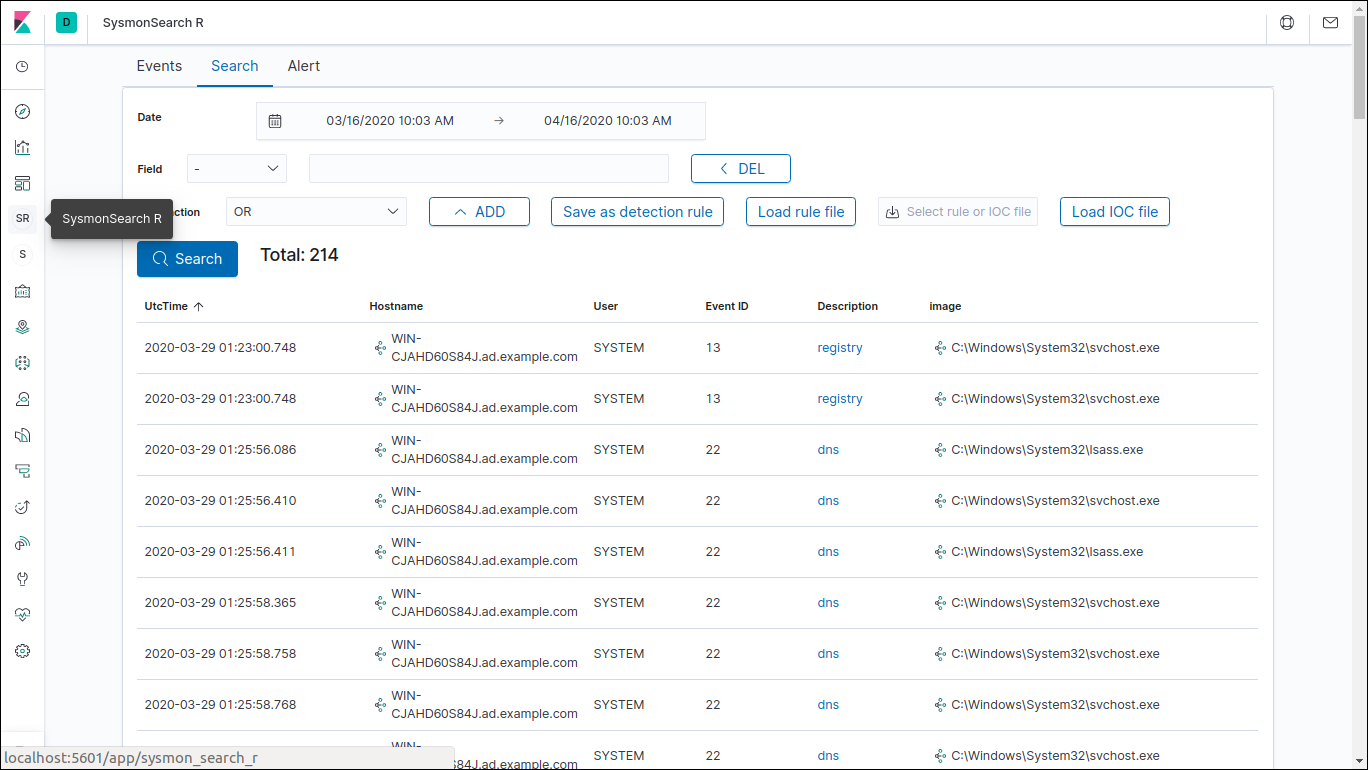 D SysmonSearch R
Events Search Alert
Date 03/16/2020 10:03 AM → 04/16/2020 10:03 AM
Field - DEL
SR SysmonSearch R ction OR ADD Save as detection rule Load rule file Select rule or IOC file Load IOC file
S
Search Total: 214
UtcTime Hostname User Event ID Description image
2020-03-29 01:23:00.748 WIN-
CJAHD60S84J.ad.example.com SYSTEM 13 registry C:\Windows\System32\svchost.exe
2020-03-29 01:23:00.748 WIN-
CJAHD60S84J.ad.example.com SYSTEM 13 registry C:\Windows\System32\svchost.exe
2020-03-29 01:25:56.086 WIN-
CJAHD60S84J.ad.example.com SYSTEM 22 dns C:\Windows\System32\lsass.exe
2020-03-29 01:25:56.410 WIN-
CJAHD60S84J.ad.example.com SYSTEM 22 dns C:\Windows\System32\svchost.exe
2020-03-29 01:25:56.411 WIN-
CJAHD60S84J.ad.example.com SYSTEM 22 dns C:\Windows\System32\lsass.exe
2020-03-29 01:25:58.365 WIN-
CJAHD60S84J.ad.example.com SYSTEM 22 dns C:\Windows\System32\svchost.exe
2020-03-29 01:25:58.758 WIN-
CJAHD60S84J.ad.example.com SYSTEM 22 dns C:\Windows\System32\svchost.exe
2020-03-29 01:25:58.768 WIN-
CJAHD60S84J.ad.example.com SYSTEM 22 dns C:\Windows\System32\svchost.exe
WIN-
S84J.ad.example.com SYSTEM 22 dns C:\Windows\System32\svchost.exe
localhost:5601/app/sysmon_search_r